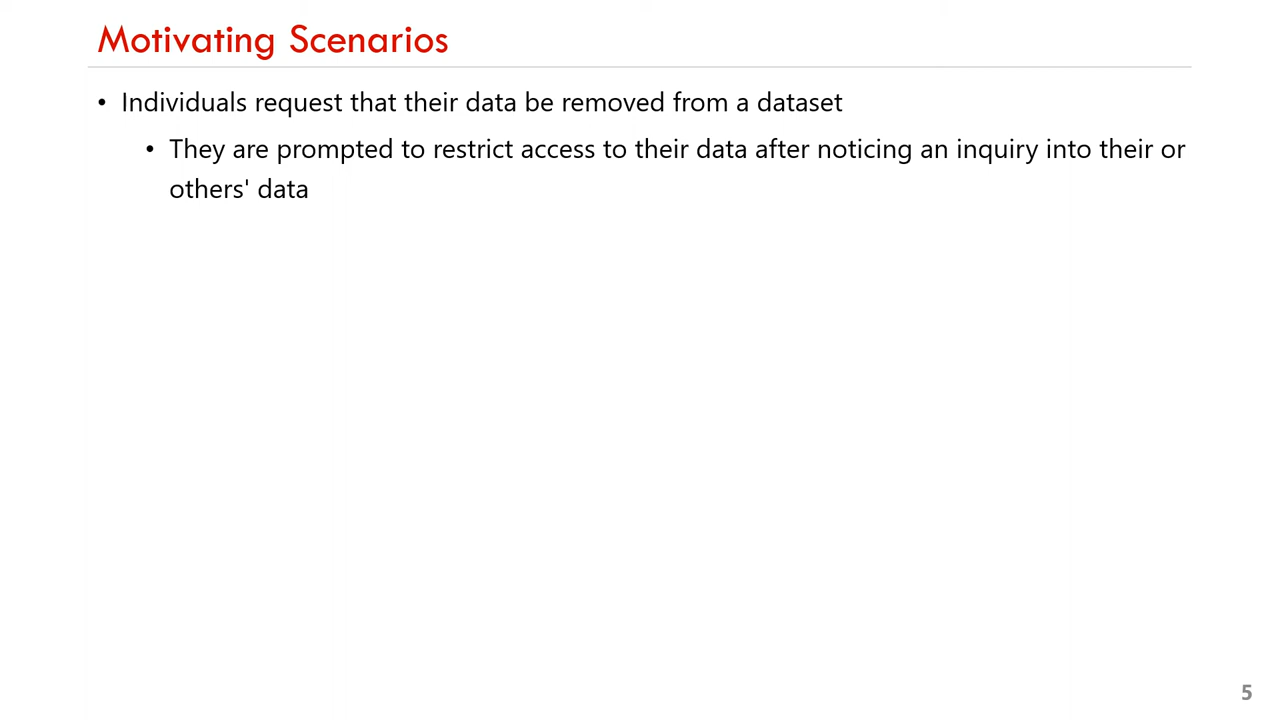 Motivating Scenarios
• Individuals request that their data be removed from a dataset
• They are prompted to restrict access to their data after noticing an inquiry into their or
others' data
5